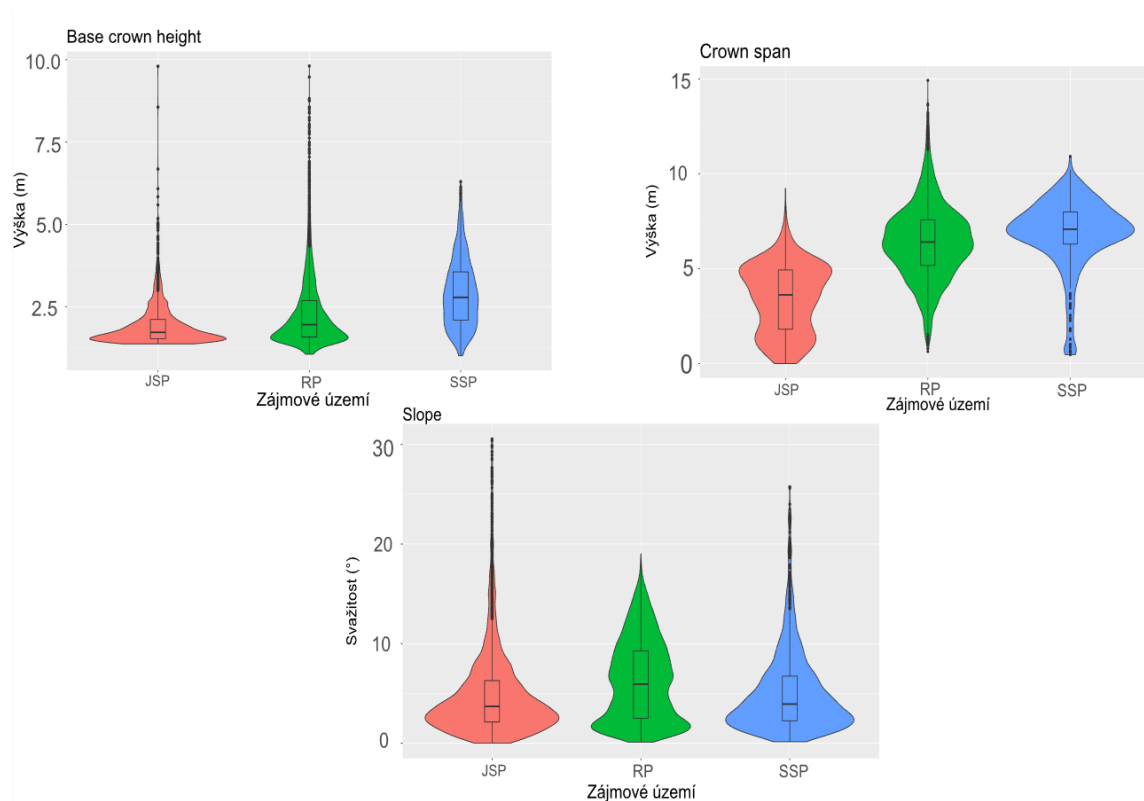 Base crown height
10.0
7.5
5.0
2.5
Výška (m)
JSP RP SSP
Zájmové území
Crown span
15
10
5
0
Výška (m)
JSP RP SSP
Zájmové území
Slope
30
20
10
0
Svažitost (°)
JSP RP SSP
Zájmové území